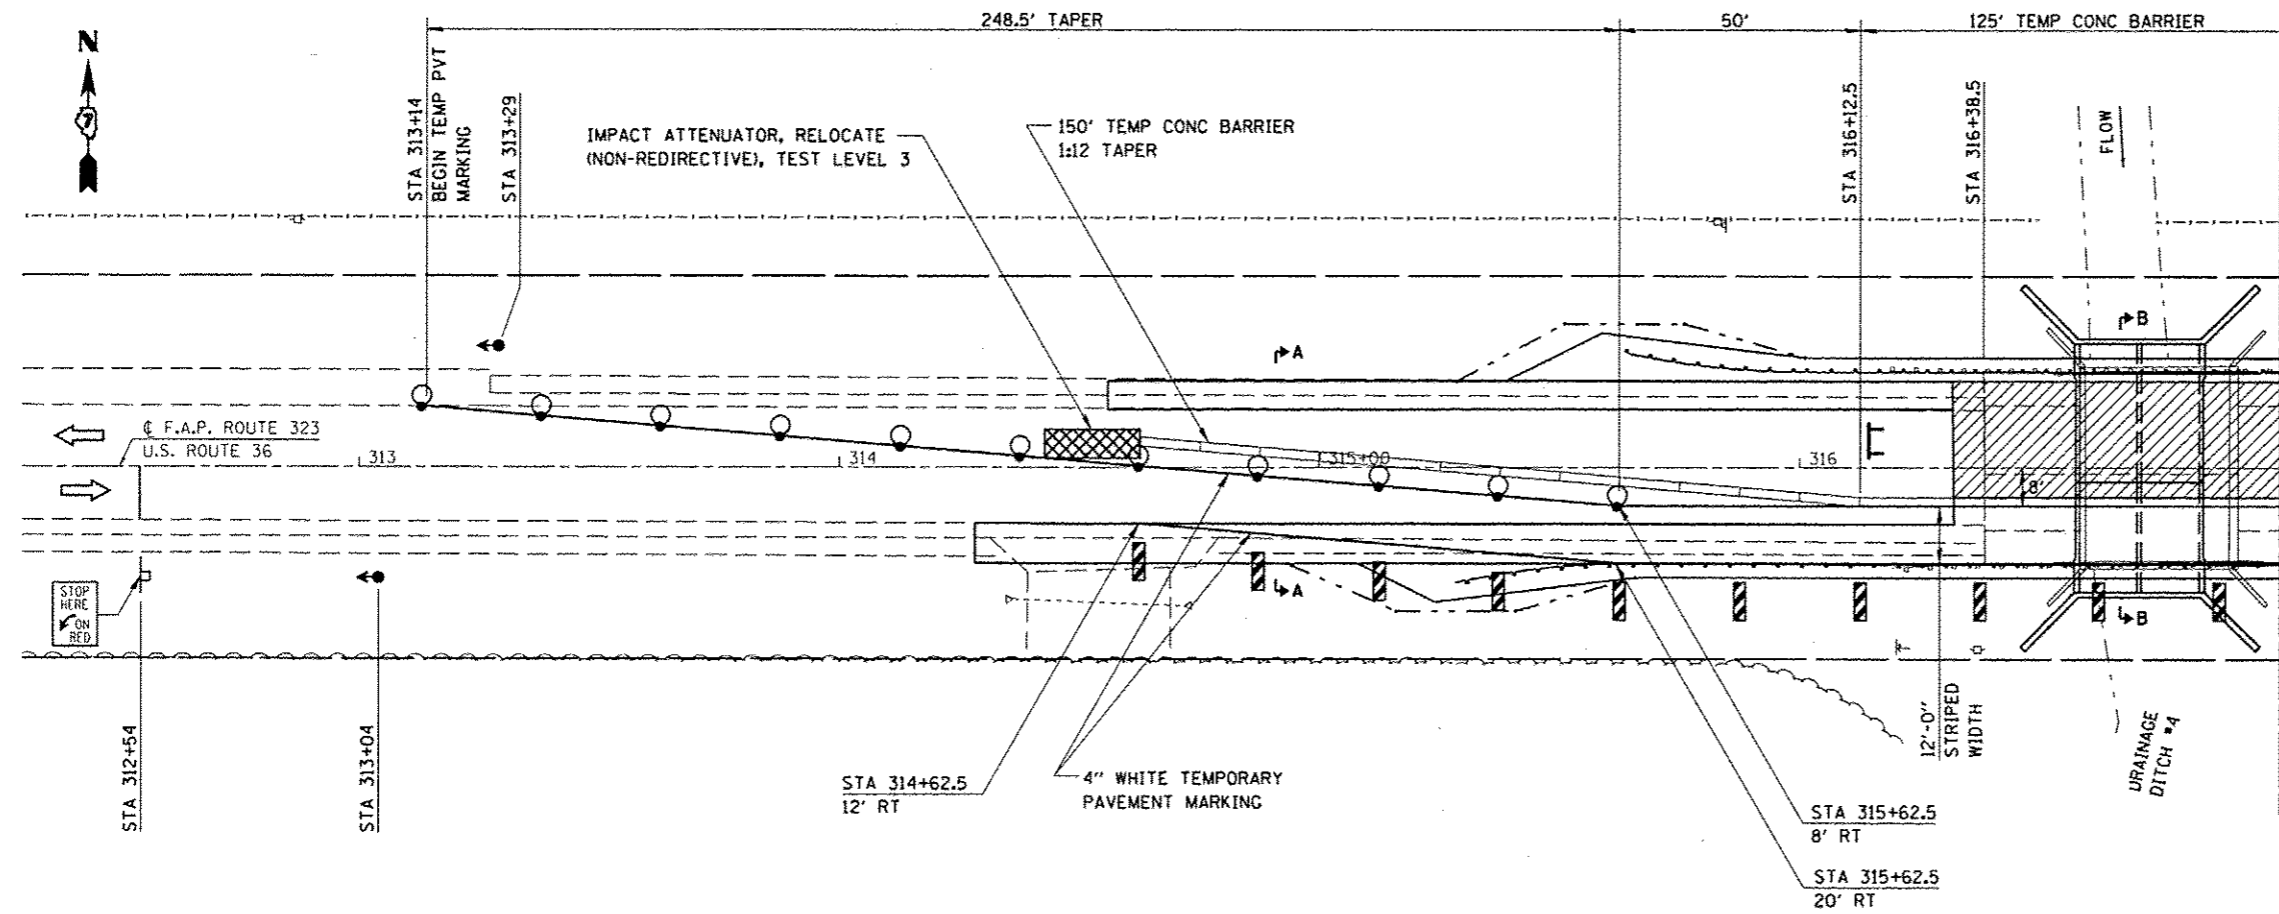 248.5' TAPER
50'
125' TEMP CONC BARRIER
N
7
STA 313+14
BEGIN TEMP PVT
MARKING
STA 313+29
IMPACT ATTENUATOR, RELOCATE
(NON-REDIRECTIVE), TEST LEVEL 3
150' TEMP CONC BARRIER
1:12 TAPER
STA 316+12.5
STA 316+38.5
FLOW
A
B
℄ F.A.P. ROUTE 323
U.S. ROUTE 36
313
314
315+00
316
8'
STOP
HERE
ON
RED
A
B
STA 312+54
STA 313+04
STA 314+62.5
12' RT
4" WHITE TEMPORARY
PAVEMENT MARKING
12'-0"
STRIPED
WIDTH
DRAINAGE
DITCH #4
STA 315+62.5
8' RT
STA 315+62.5
20' RT